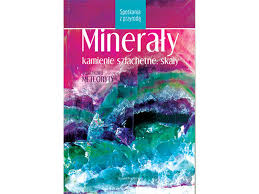 Spotkania
z przyrodą
Minerały
kamienie szlachetne, skały
METEORYTY